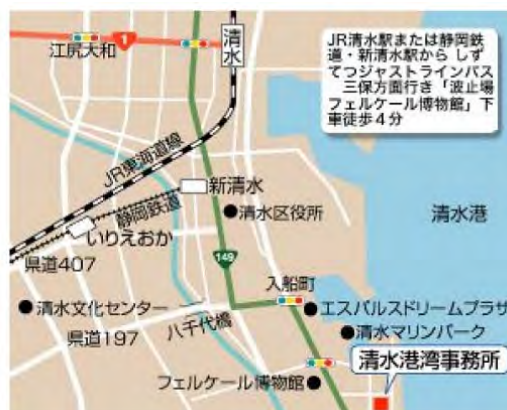 江尻大和
1
清水
JR清水駅または静岡鉄
道・新清水駅から しず
てつジャストラインバス
三保方面行き「波止場
フェルケール博物館」下
車徒歩4分
JR東海道線
新清水
静岡鉄道
清水区役所
清水港
いりえおか
県道407
149
入船町
清水文化センター
エスパルスドリームプラザ
八千代橋
県道197
清水マリンパーク
清水港湾事務所
フェルケール博物館